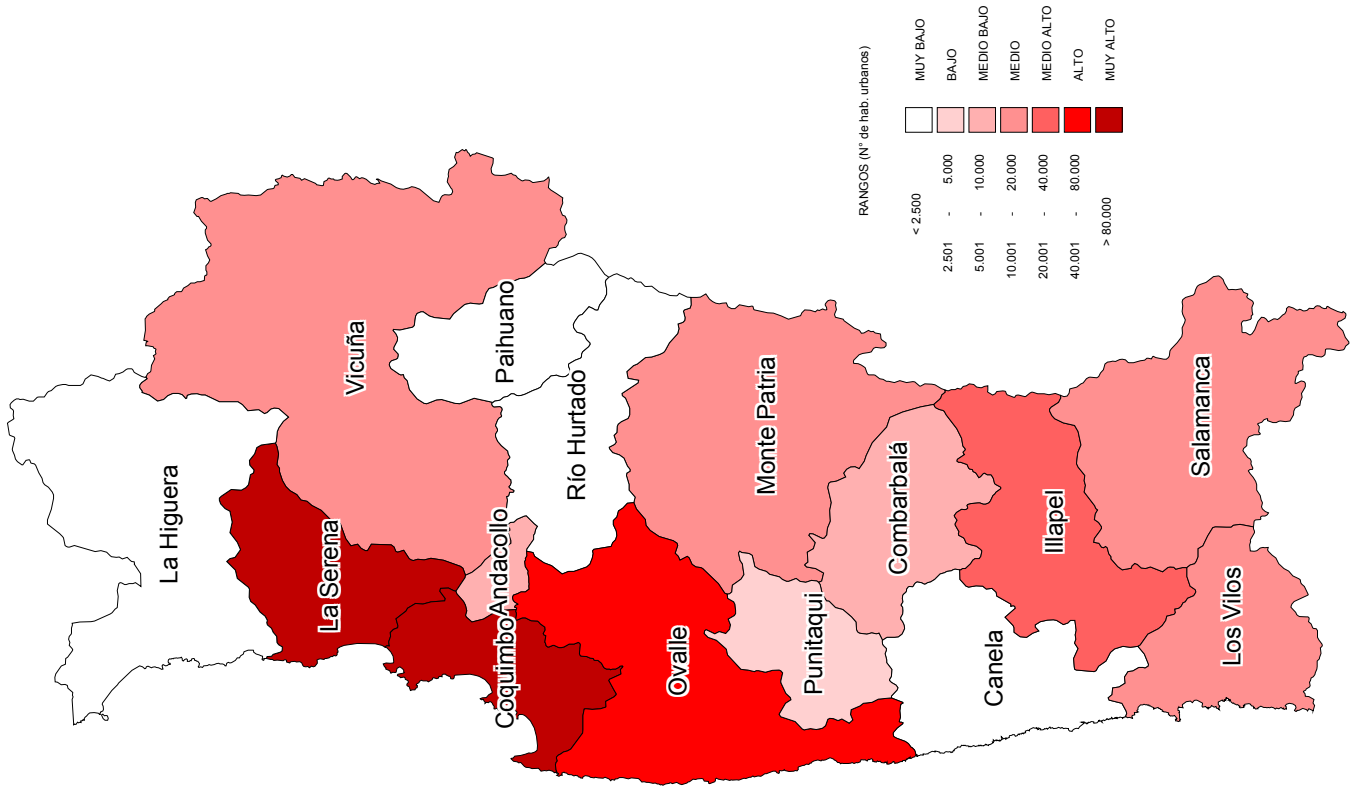 La Higuera
Vicuña
La Serena
Paihuano
Andacollo
Coquimbo
Río Hurtado
Ovalle
Monte Patria
Punitaqui
Combarbalá
Canela
Illapel
Salamanca
Los Vilos
RANGOS (N° de hab. urbanos)
< 2.500 MUY BAJO
2.501 - 5.000 BAJO
5.001 - 10.000 MEDIO BAJO
10.001 - 20.000 MEDIO
20.001 - 40.000 MEDIO ALTO
40.001 - 80.000 ALTO
> 80.000 MUY ALTO